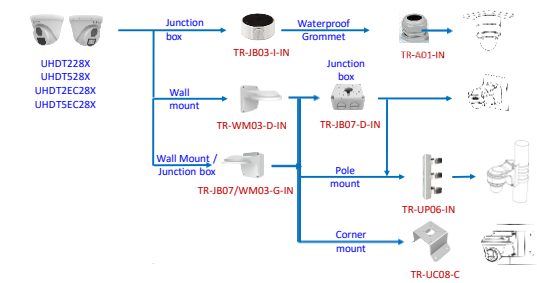 Junction
box
Waterproof
Grommet
TR-JB03-I-IN
TR-A01-IN
UHDT228X
UHDT528X
UHDT2EC28X
UHDT5EC28X
Wall
mount
Junction
box
TR-WM03-D-IN
TR-JB07-D-IN
Wall Mount /
Junction box
TR-JB07/WM03-G-IN
Pole
mount
TR-UP06-IN
Corner
mount
TR-UC08-C